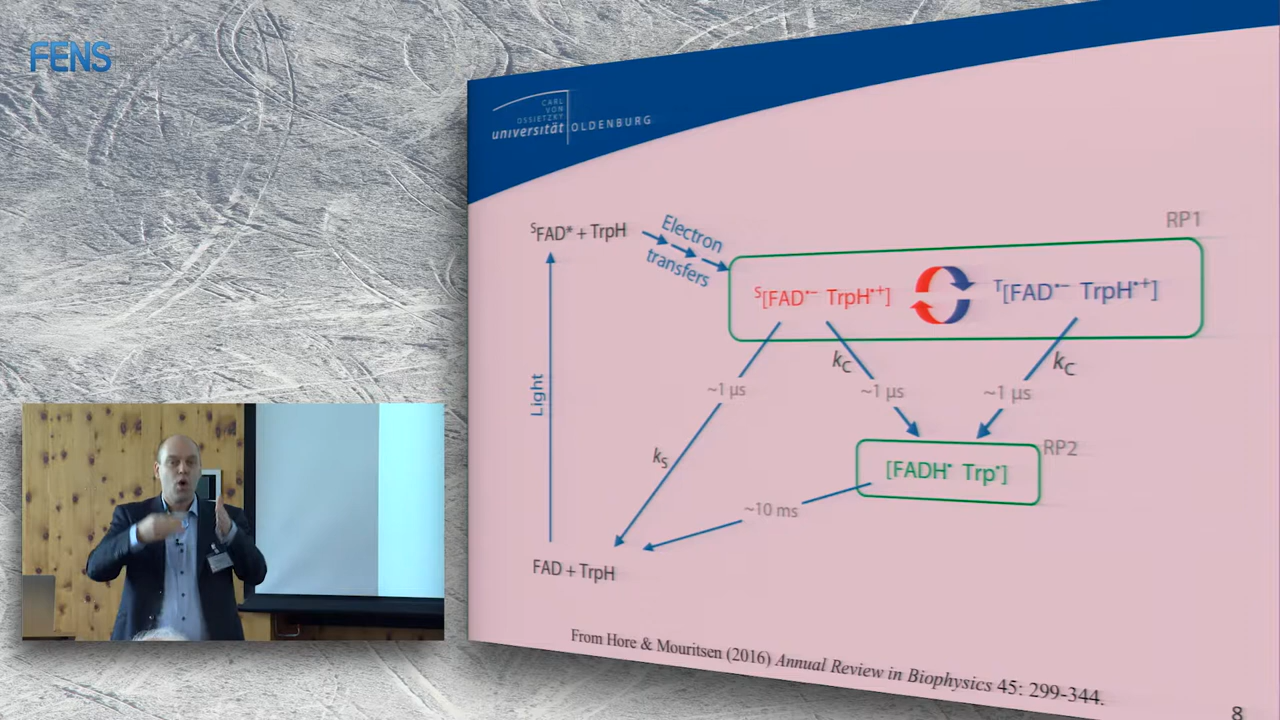 FENS
CARL
VON
OSSIETZKY
universität OLDENBURG
RP1
ˢFAD* + TrpH
Electron
transfers
ˢ[FAD•− TrpH•+]
ᵀ[FAD•− TrpH•+]
kC
kC
~1 µs
~1 µs
~1 µs
Light
kS
RP2
[FADH• Trp•]
~10 ms
FAD + TrpH
From Hore & Mouritsen (2016) Annual Review in Biophysics 45: 299-344.
8